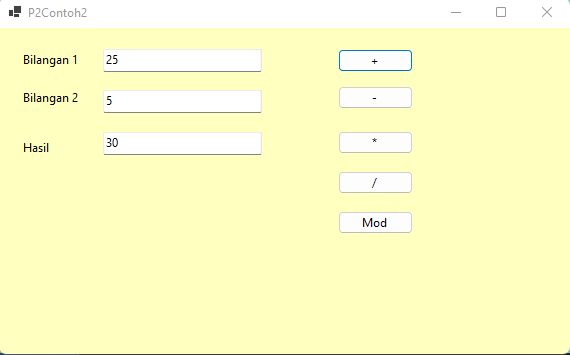 P2Contoh2
Bilangan 1 25 +
Bilangan 2 5 -
Hasil 30 *
/
Mod